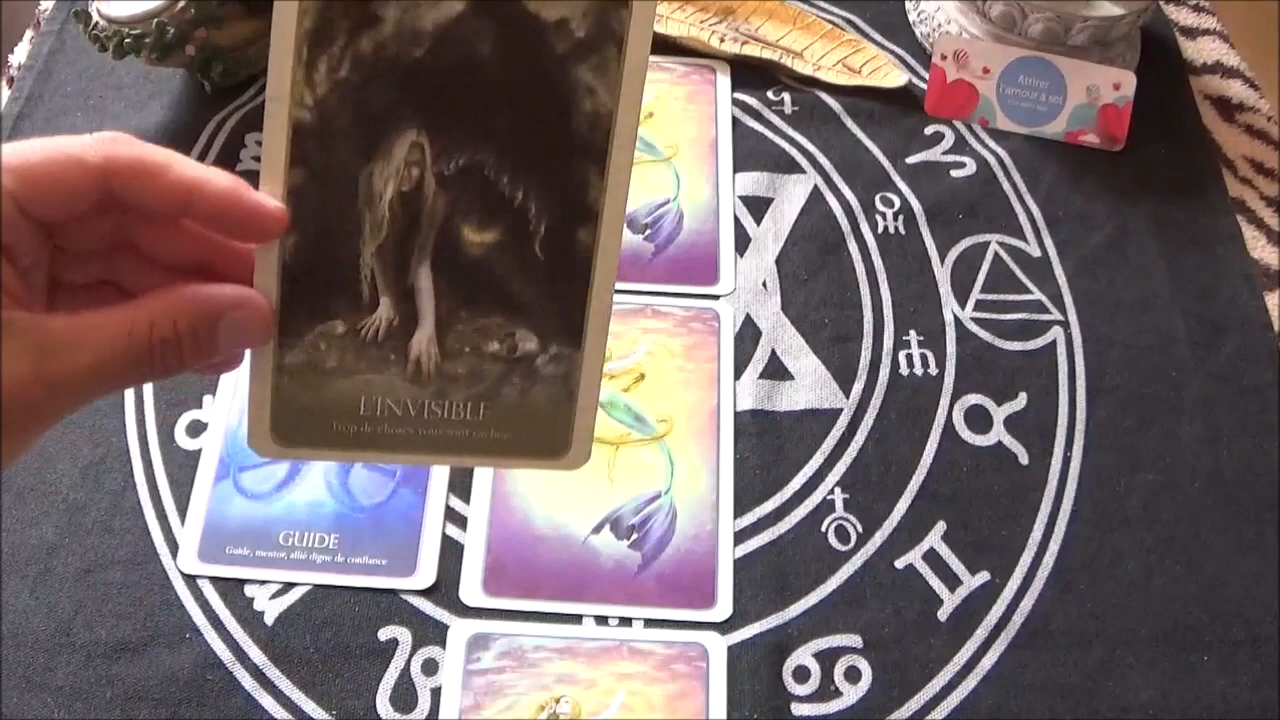 Attirer
l'amour à soi
L'INVISIBLE
Trop de choses vous sont cachées
GUIDE
Guide, mentor, allié digne de confiance